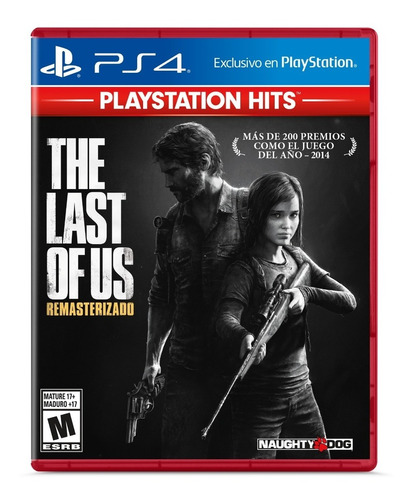 PS4
Exclusivo en PlayStation®
PLAYSTATION HITS™
MÁS DE 200 PREMIOS
COMO EL JUEGO
DEL AÑO – 2014
THE
LAST
OF US
REMASTERIZADO
MATURE 17+
MADURO +17
M
ESRB
NAUGHTY DOG